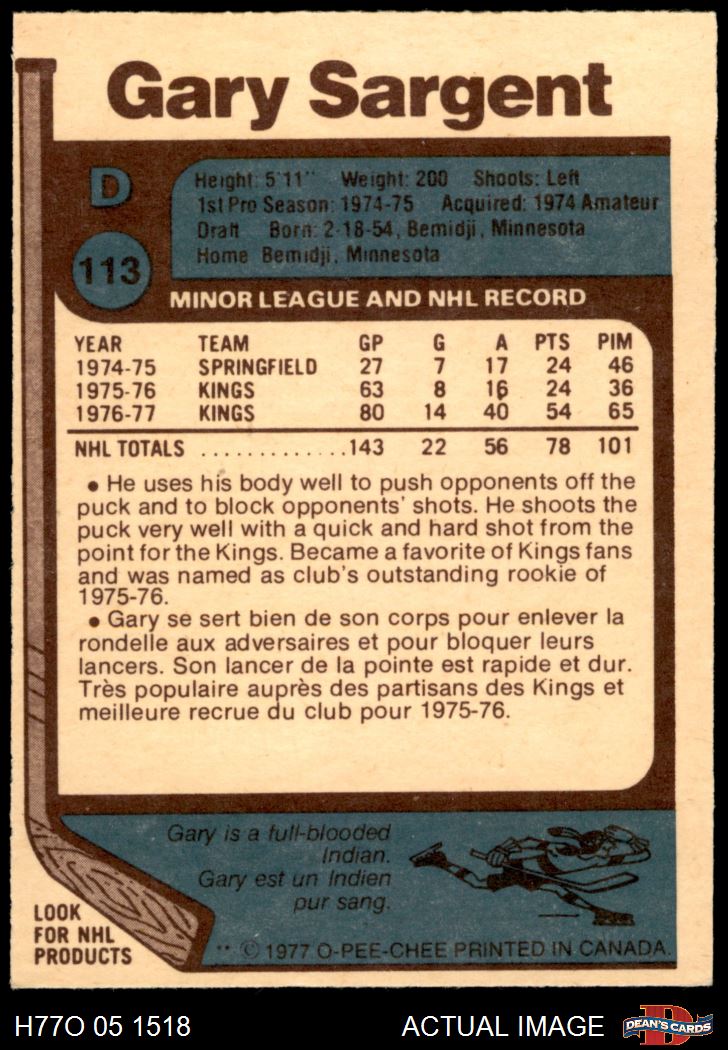 Gary Sargent
D
113
Height: 5'11" Weight: 200 Shoots: Left
1st Pro Season: 1974-75 Acquired: 1974 Amateur
Draft Born: 2-18-54, Bemidji, Minnesota
Home Bemidji, Minnesota
MINOR LEAGUE AND NHL RECORD
YEAR TEAM GP G A PTS PIM
1974-75 SPRINGFIELD 27 7 17 24 46
1975-76 KINGS 63 8 16 24 36
1976-77 KINGS 80 14 40 54 65
NHL TOTALS .............143 22 56 78 101
• He uses his body well to push opponents off the
puck and to block opponents' shots. He shoots the
puck very well with a quick and hard shot from the
point for the Kings. Became a favorite of Kings fans
and was named as club's outstanding rookie of
1975-76.
• Gary se sert bien de son corps pour enlever la
rondelle aux adversaires et pour bloquer leurs
lancers. Son lancer de la pointe est rapide et dur.
Très populaire auprès des partisans des Kings et
meilleure recrue du club pour 1975-76.
Gary is a full-blooded
Indian.
Gary est un Indien
pur sang.
LOOK
FOR NHL
PRODUCTS
** © 1977 O-PEE-CHEE PRINTED IN CANADA.
H77O 05 1518 ACTUAL IMAGE
D
DEAN'S CARDS